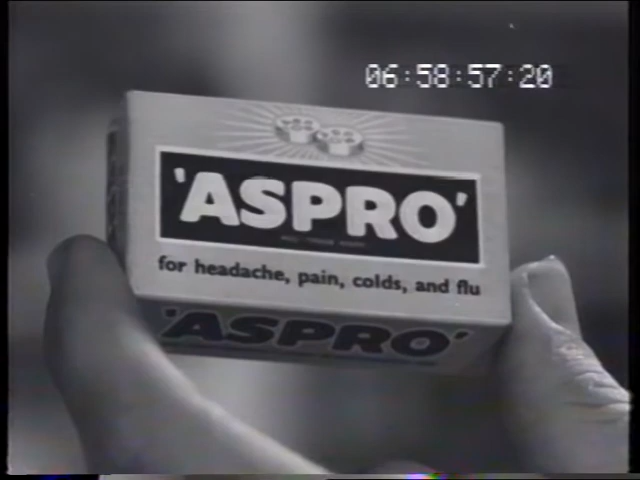 06:58:57:20
'ASPRO'
for headache, pain, colds, and flu
'ASPRO'